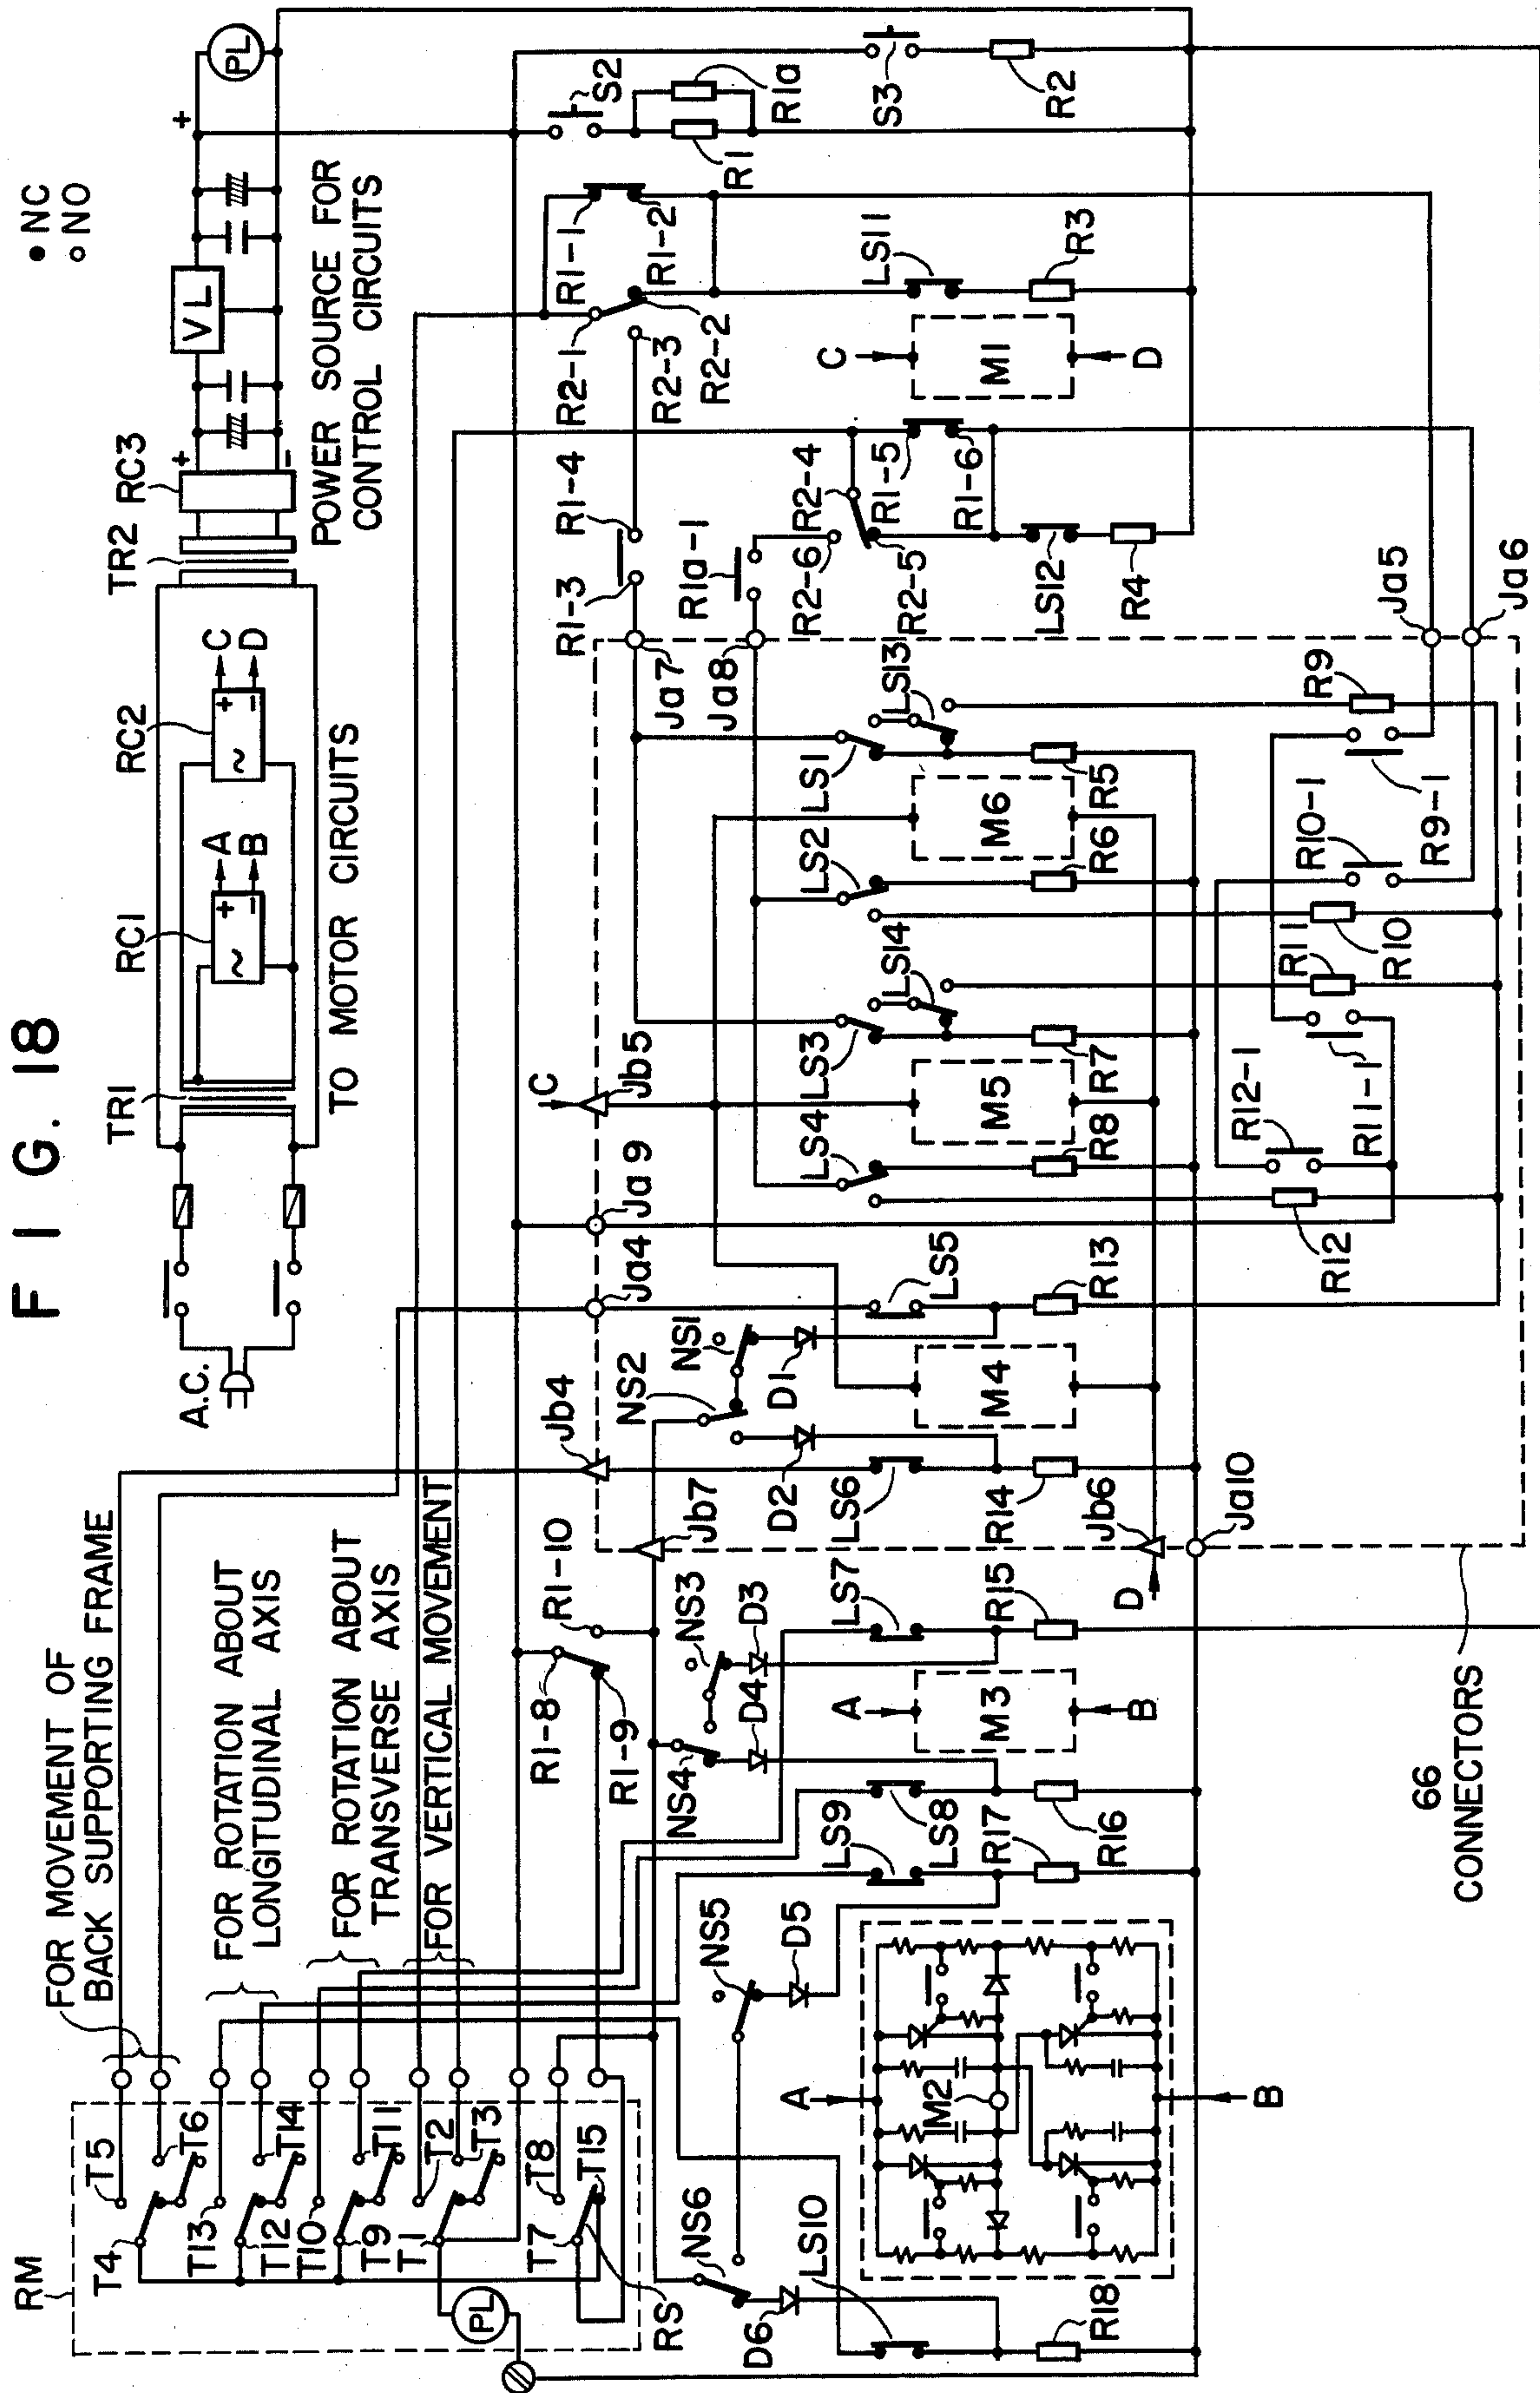 FIG. 18
● NC
○ NO
A.C.
TR1
RC1
A
B
RC2
C
D
TO MOTOR CIRCUITS
TR2
RC3
+
-
VL
+
PL
POWER SOURCE FOR
CONTROL CIRCUITS
FOR MOVEMENT OF
BACK SUPPORTING FRAME
FOR ROTATION ABOUT
LONGITUDINAL AXIS
FOR ROTATION ABOUT
TRANSVERSE AXIS
FOR VERTICAL MOVEMENT
RM
T4
T5
T6
T13
T12
T14
T10
T9
T11
T1
T2
T3
T7
T8
T15
PL
RS
R1-8
R1-9
R1-10
Jb7
Jb4
Ja4
Ja9
C
Jb5
Ja7
Ja8
R1-3
R1-4
R1a-1
R2-1
R2-3
R2-2
R1-1
R1-2
R2-6
R2-4
R2-5
R1-5
R1-6
S2
R1
R1a
S3
R2
LS11
R3
C
M1
D
LS12
R4
Ja5
Ja6
NS6
D6
LS10
R18
A
M2
B
NS5
D5
LS9
R17
LS8
R16
NS4
D4
NS3
D3
A
M3
B
LS7
R15
D
Jb6
Ja10
NS2
NS1
D2
D1
LS6
R14
M4
LS5
R13
LS4
R8
M5
LS3
LS14
R7
LS2
R6
M6
LS1
LS13
R5
R12
R12-1
R11-1
R11
R10
R10-1
R9-1
R9
66
CONNECTORS